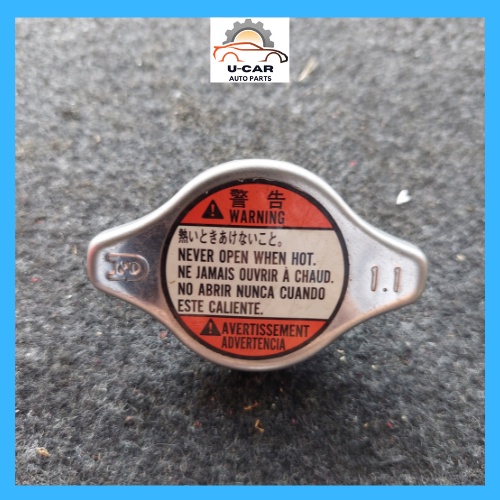 U-CAR
AUTO PARTS
警告
WARNING
熱いときあけないこと。
NEVER OPEN WHEN HOT.
NE JAMAIS OUVRIR À CHAUD.
NO ABRIR NUNCA CUANDO
ESTE CALIENTE.
AVERTISSEMENT
ADVERTENCIA
1.1